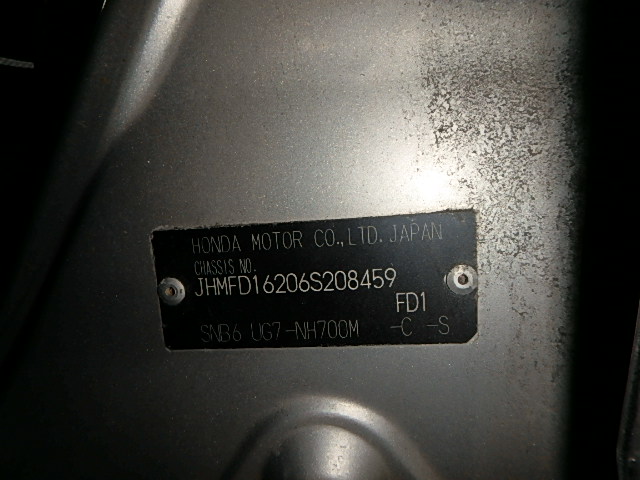 HONDA MOTOR CO.,LTD. JAPAN
CHASSIS NO.
JHMFD16206S208459
FD1
SNB6 UG7-NH700M -C -S